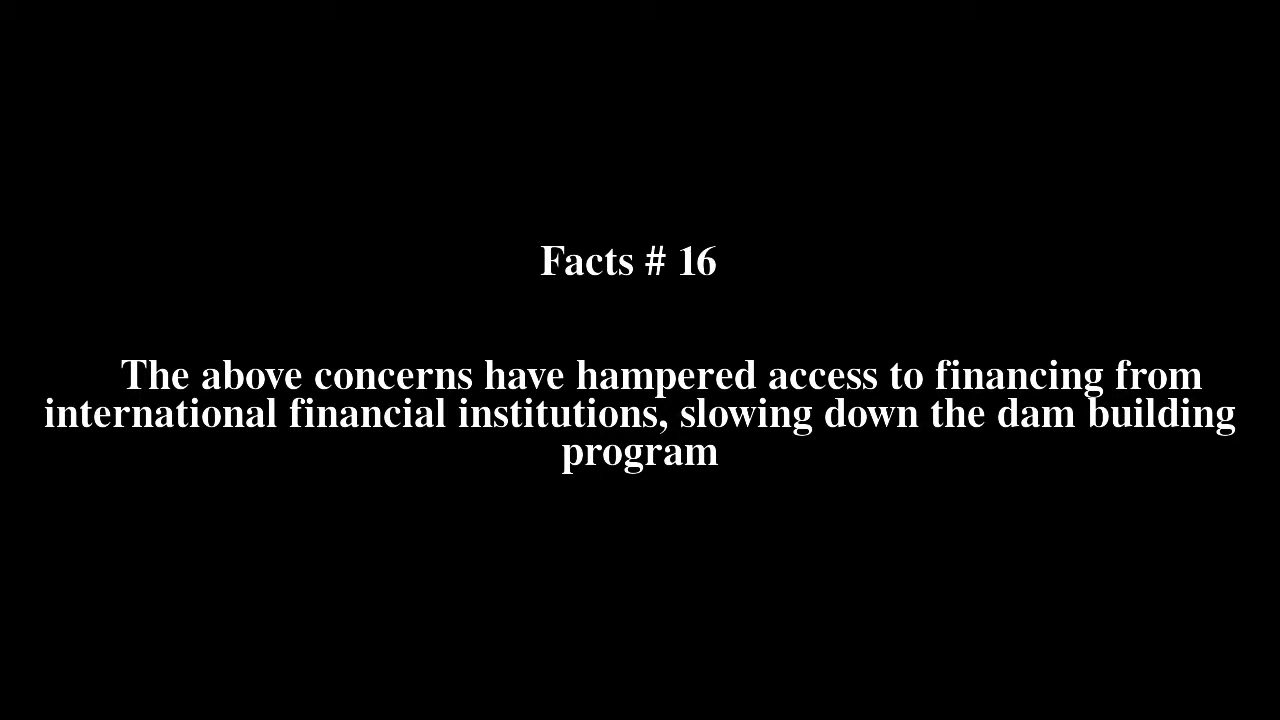 Facts # 16
The above concerns have hampered access to financing from
international financial institutions, slowing down the dam building
program